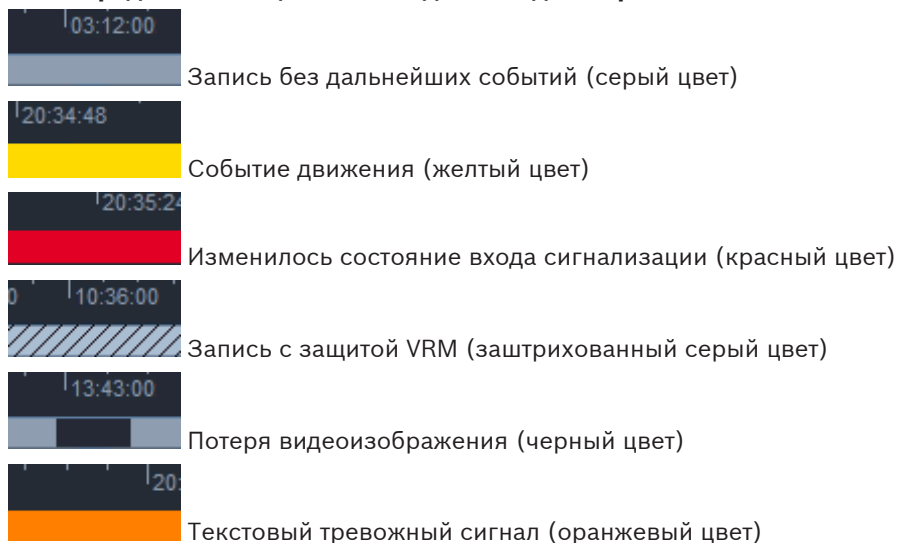 03:12:00
Запись без дальнейших событий (серый цвет)
20:34:48
Событие движения (желтый цвет)
20:35:24
Изменилось состояние входа сигнализации (красный цвет)
0 10:36:00
Запись с защитой VRM (заштрихованный серый цвет)
13:43:00
Потеря видеоизображения (черный цвет)
20:
Текстовый тревожный сигнал (оранжевый цвет)